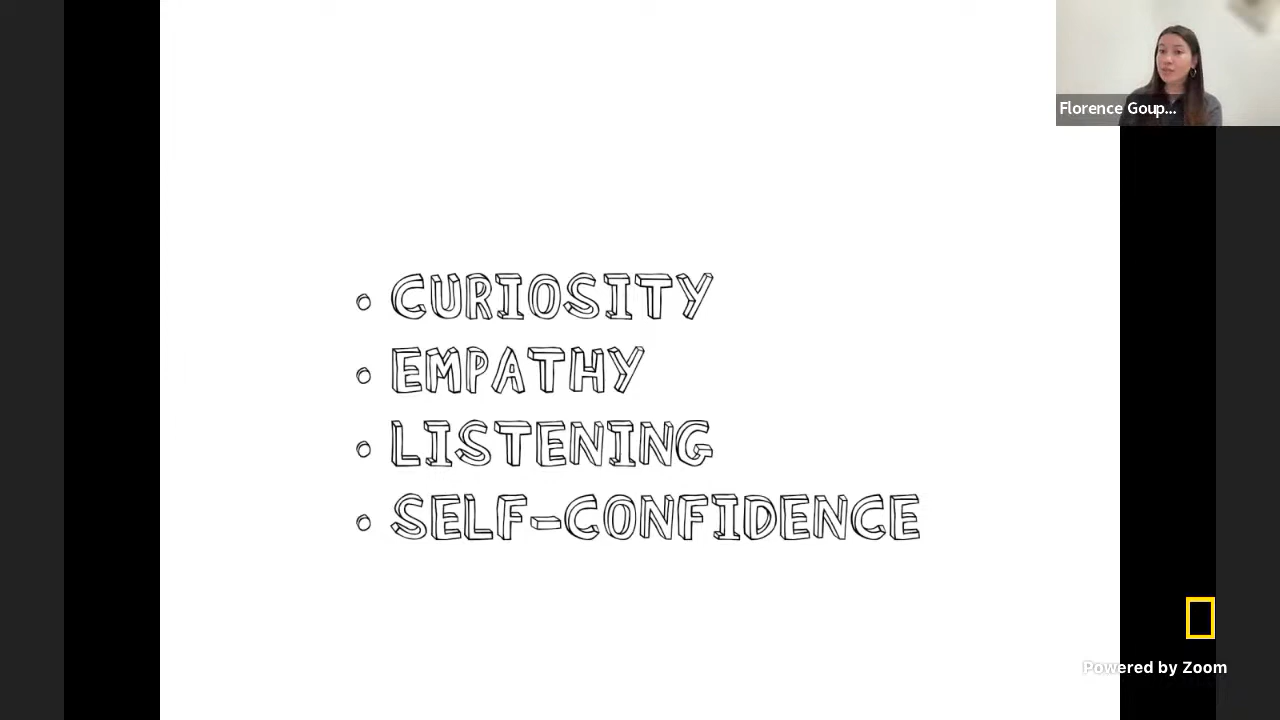 Florence Goup...
• CURIOSITY
• EMPATHY
• LISTENING
• SELF-CONFIDENCE
Powered by Zoom